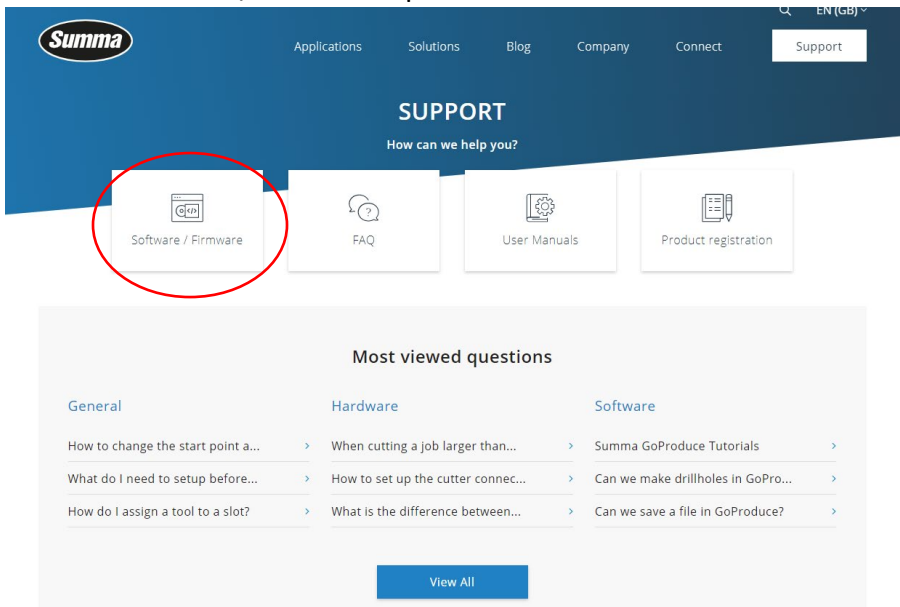 EN (GB)
Summa
Applications Solutions Blog Company Connect Support
SUPPORT
How can we help you?
Software / Firmware FAQ User Manuals Product registration
Most viewed questions
General Hardware Software
How to change the start point a... When cutting a job larger than... Summa GoProduce Tutorials
What do I need to setup before... How to set up the cutter connec... Can we make drillholes in GoPro...
How do I assign a tool to a slot? What is the difference between... Can we save a file in GoProduce?
View All